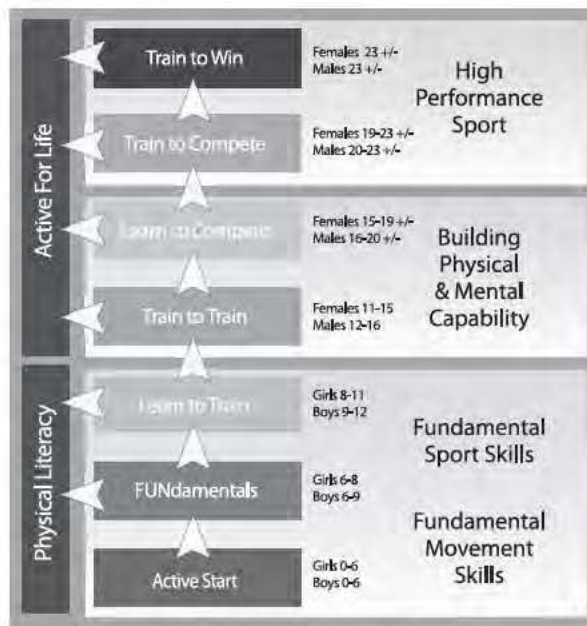 Active For Life
Train to Win
Females 23 +/-
Males 23 +/-
High
Performance
Sport
Train to Compete
Females 19-23 +/-
Males 20-23 +/-
Learn to Compete
Females 15-19 +/-
Males 16-20 +/-
Building
Physical
& Mental
Capability
Train to Train
Females 11-15
Males 12-16
Physical Literacy
Learn to Train
Girls 8-11
Boys 9-12
Fundamental
Sport Skills
FUNdamentals
Girls 6-8
Boys 6-9
Fundamental
Movement
Skills
Active Start
Girls 0-6
Boys 0-6